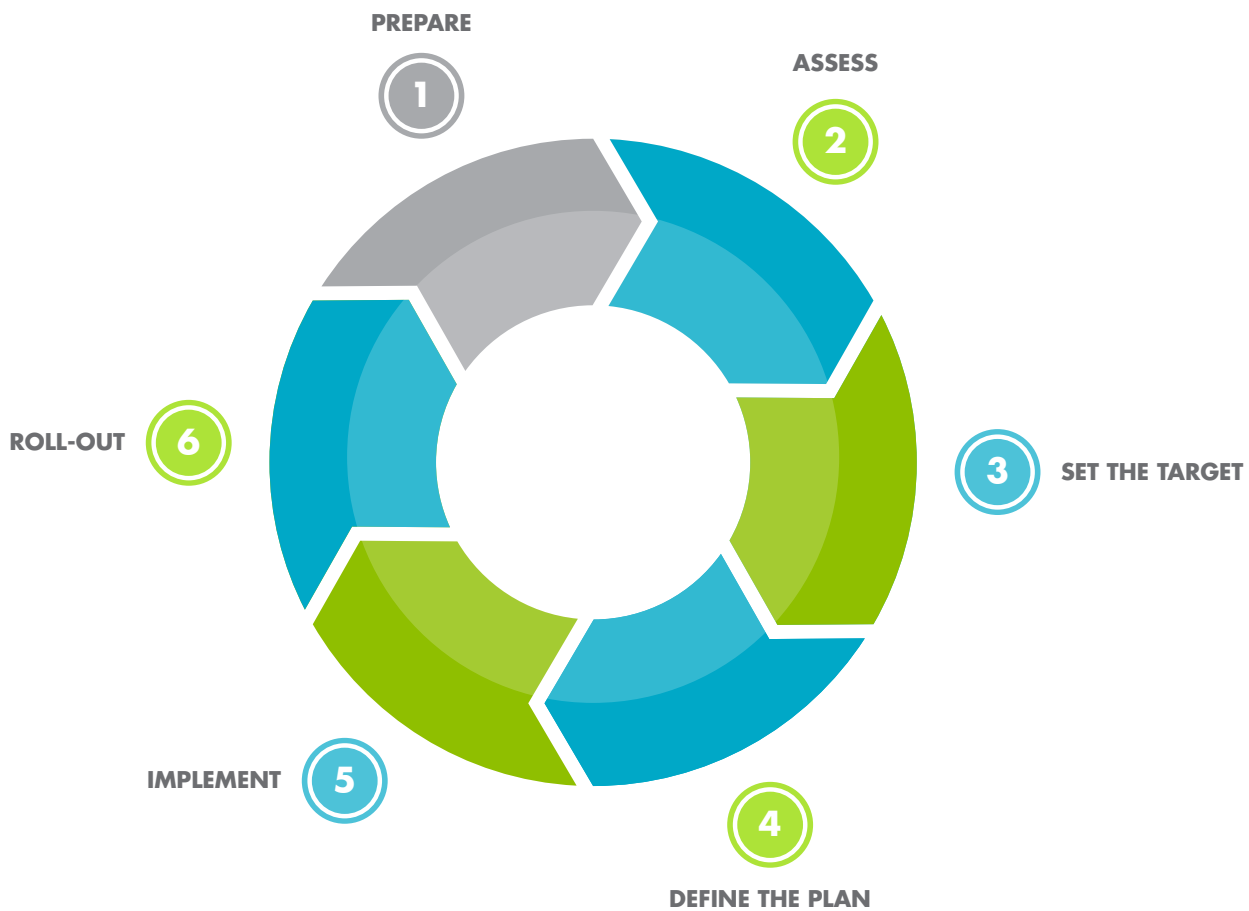 PREPARE
1
ASSESS
2
3
SET THE TARGET
4
DEFINE THE PLAN
IMPLEMENT
5
ROLL-OUT
6